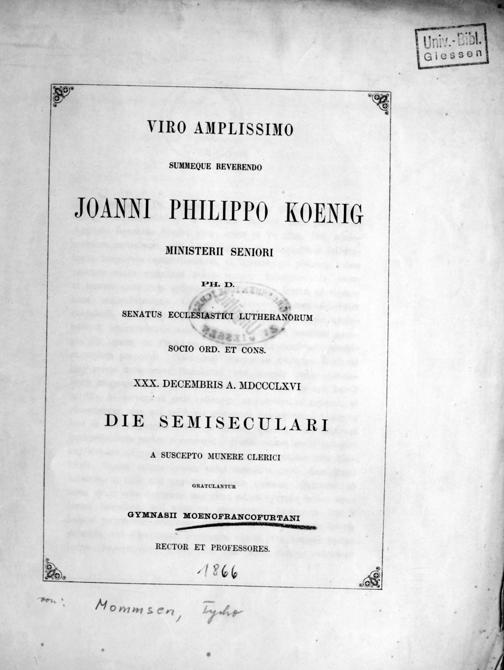 Univ.-Bibl.
Giessen
VIRO AMPLISSIMO
SUMMEQUE REVERENDO
JOANNI PHILIPPO KOENIG
MINISTERII SENIORI
PH. D.
SENATUS ECCLESIASTICI LUTHERANORUM
SOCIO ORD. ET CONS.
XXX. DECEMBRIS A. MDCCCLXVI
DIE SEMISECULARI
A SUSCEPTO MUNERE CLERICI
GRATULANTUR
GYMNASII MOENOFRANCOFURTANI
RECTOR ET PROFESSORES.
1866
von: Mommsen, Tycho